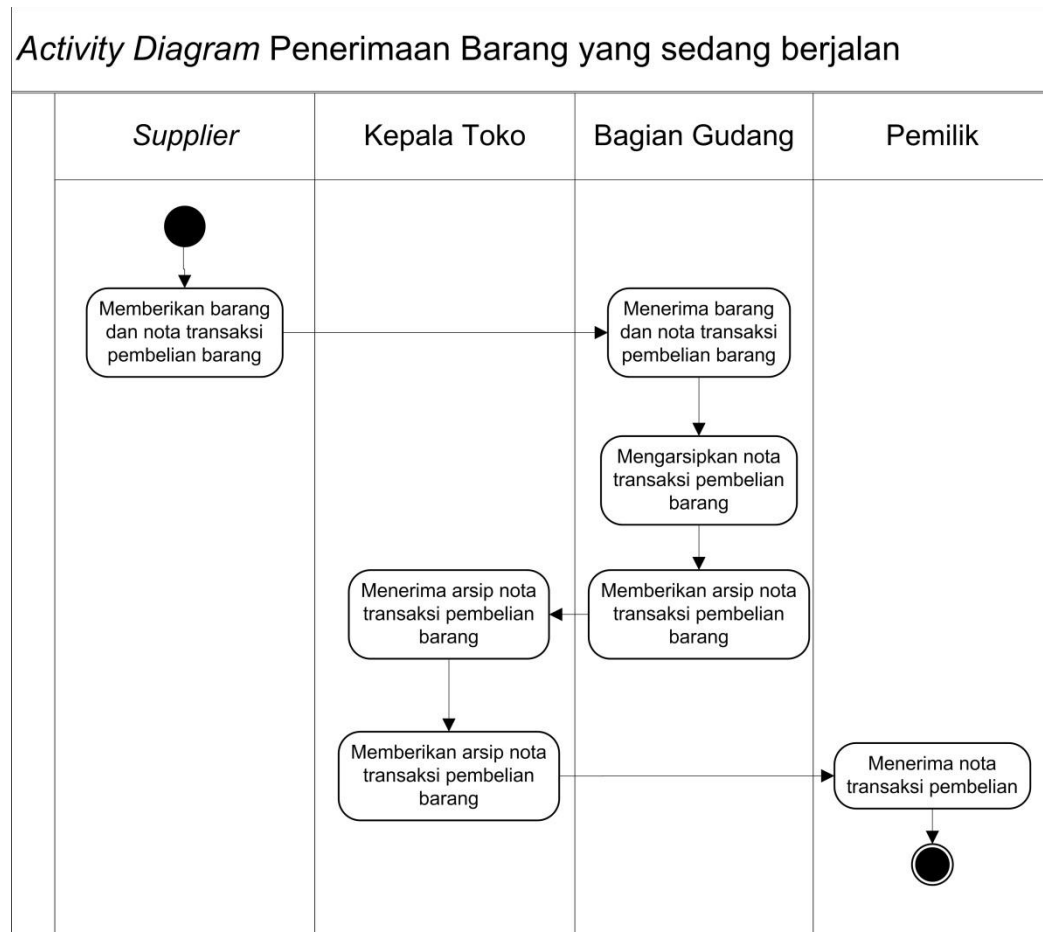 Activity Diagram Penerimaan Barang yang sedang berjalan
Supplier
Kepala Toko
Bagian Gudang
Pemilik
Memberikan barang
dan nota transaksi
pembelian barang
Menerima barang
dan nota transaksi
pembelian barang
Mengarsipkan nota
transaksi pembelian
barang
Memberikan arsip nota
transaksi pembelian
barang
Menerima arsip nota
transaksi pembelian
barang
Memberikan arsip nota
transaksi pembelian
barang
Menerima nota
transaksi pembelian